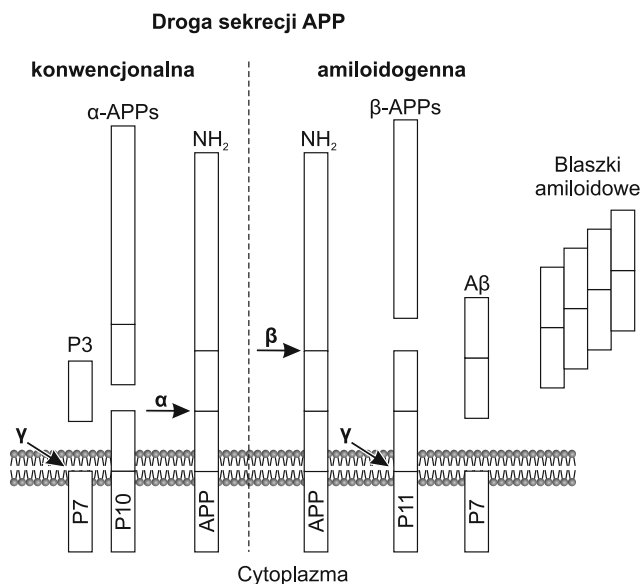 Droga sekrecji APP
konwencjonalna
amiloidogenna
α-APPs
NH₂
NH₂
β-APPs
Blaszki
amiloidowe
Aβ
P3
β
α
γ
γ
P7
P10
APP
APP
P11
P7
Cytoplazma